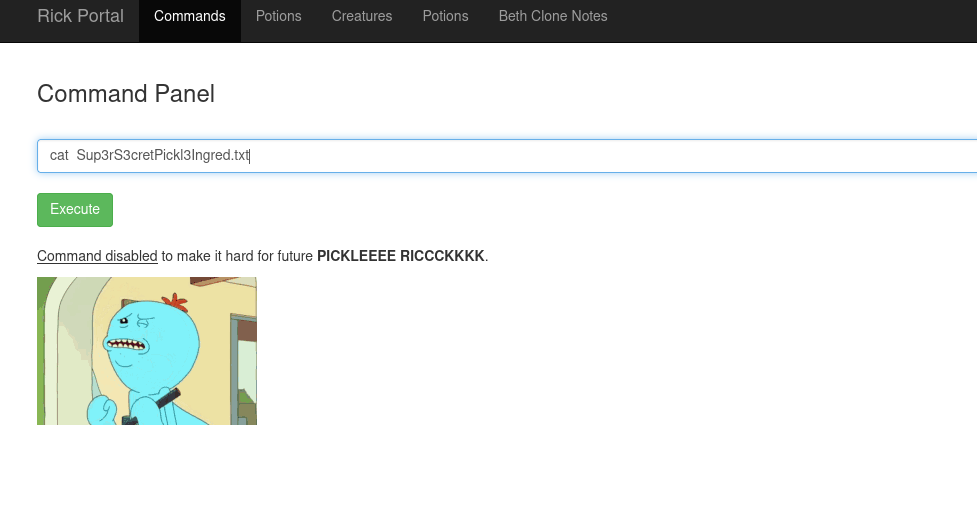 Rick Portal Commands Potions Creatures Potions Beth Clone Notes
Command Panel
cat  Sup3rS3cretPickl3Ingred.txt
Execute
Command disabled to make it hard for future PICKLEEEE RICCCKKKK.